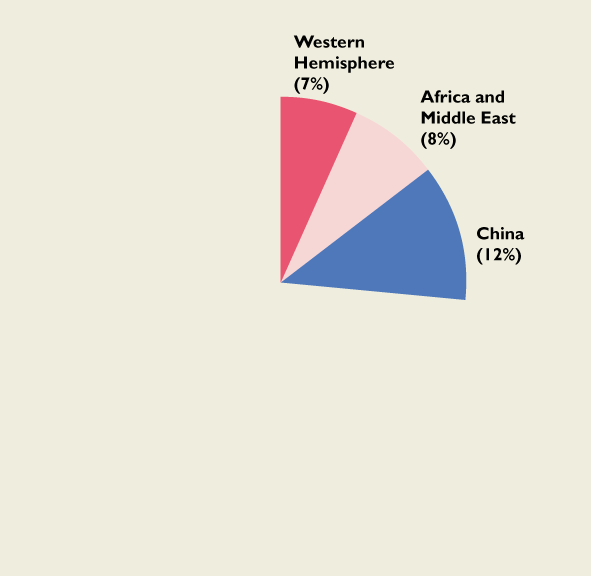 Western
Hemisphere
(7%)
Africa and
Middle East
(8%)
China
(12%)